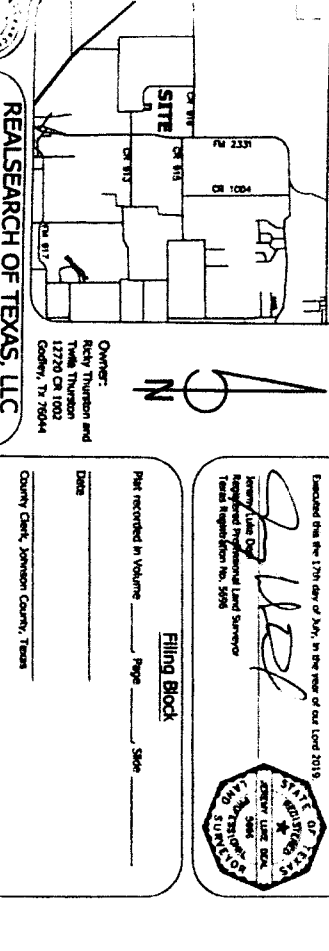 Executed this the 17th day of July, in the year of our Lord 2019.
Jeremy Luke Deal
Registered Professional Land Surveyor
Texas Registration No. 5696
STATE OF TEXAS
REGISTERED
JEREMY LUKE DEAL
5696
PROFESSIONAL
LAND SURVEYOR
Filing Block
Plat recorded in Volume ______, Page ______, Slide ______
Date
County Clerk, Johnson County, Texas
SITE
CR 915
CR 913
FM 2331
CR 1004
FM 917
N
Owner:
Ricky Thurston and
Twila Thurston
12720 CR 1002
Godley, Tx 76044
REALSEARCH OF TEXAS, LLC